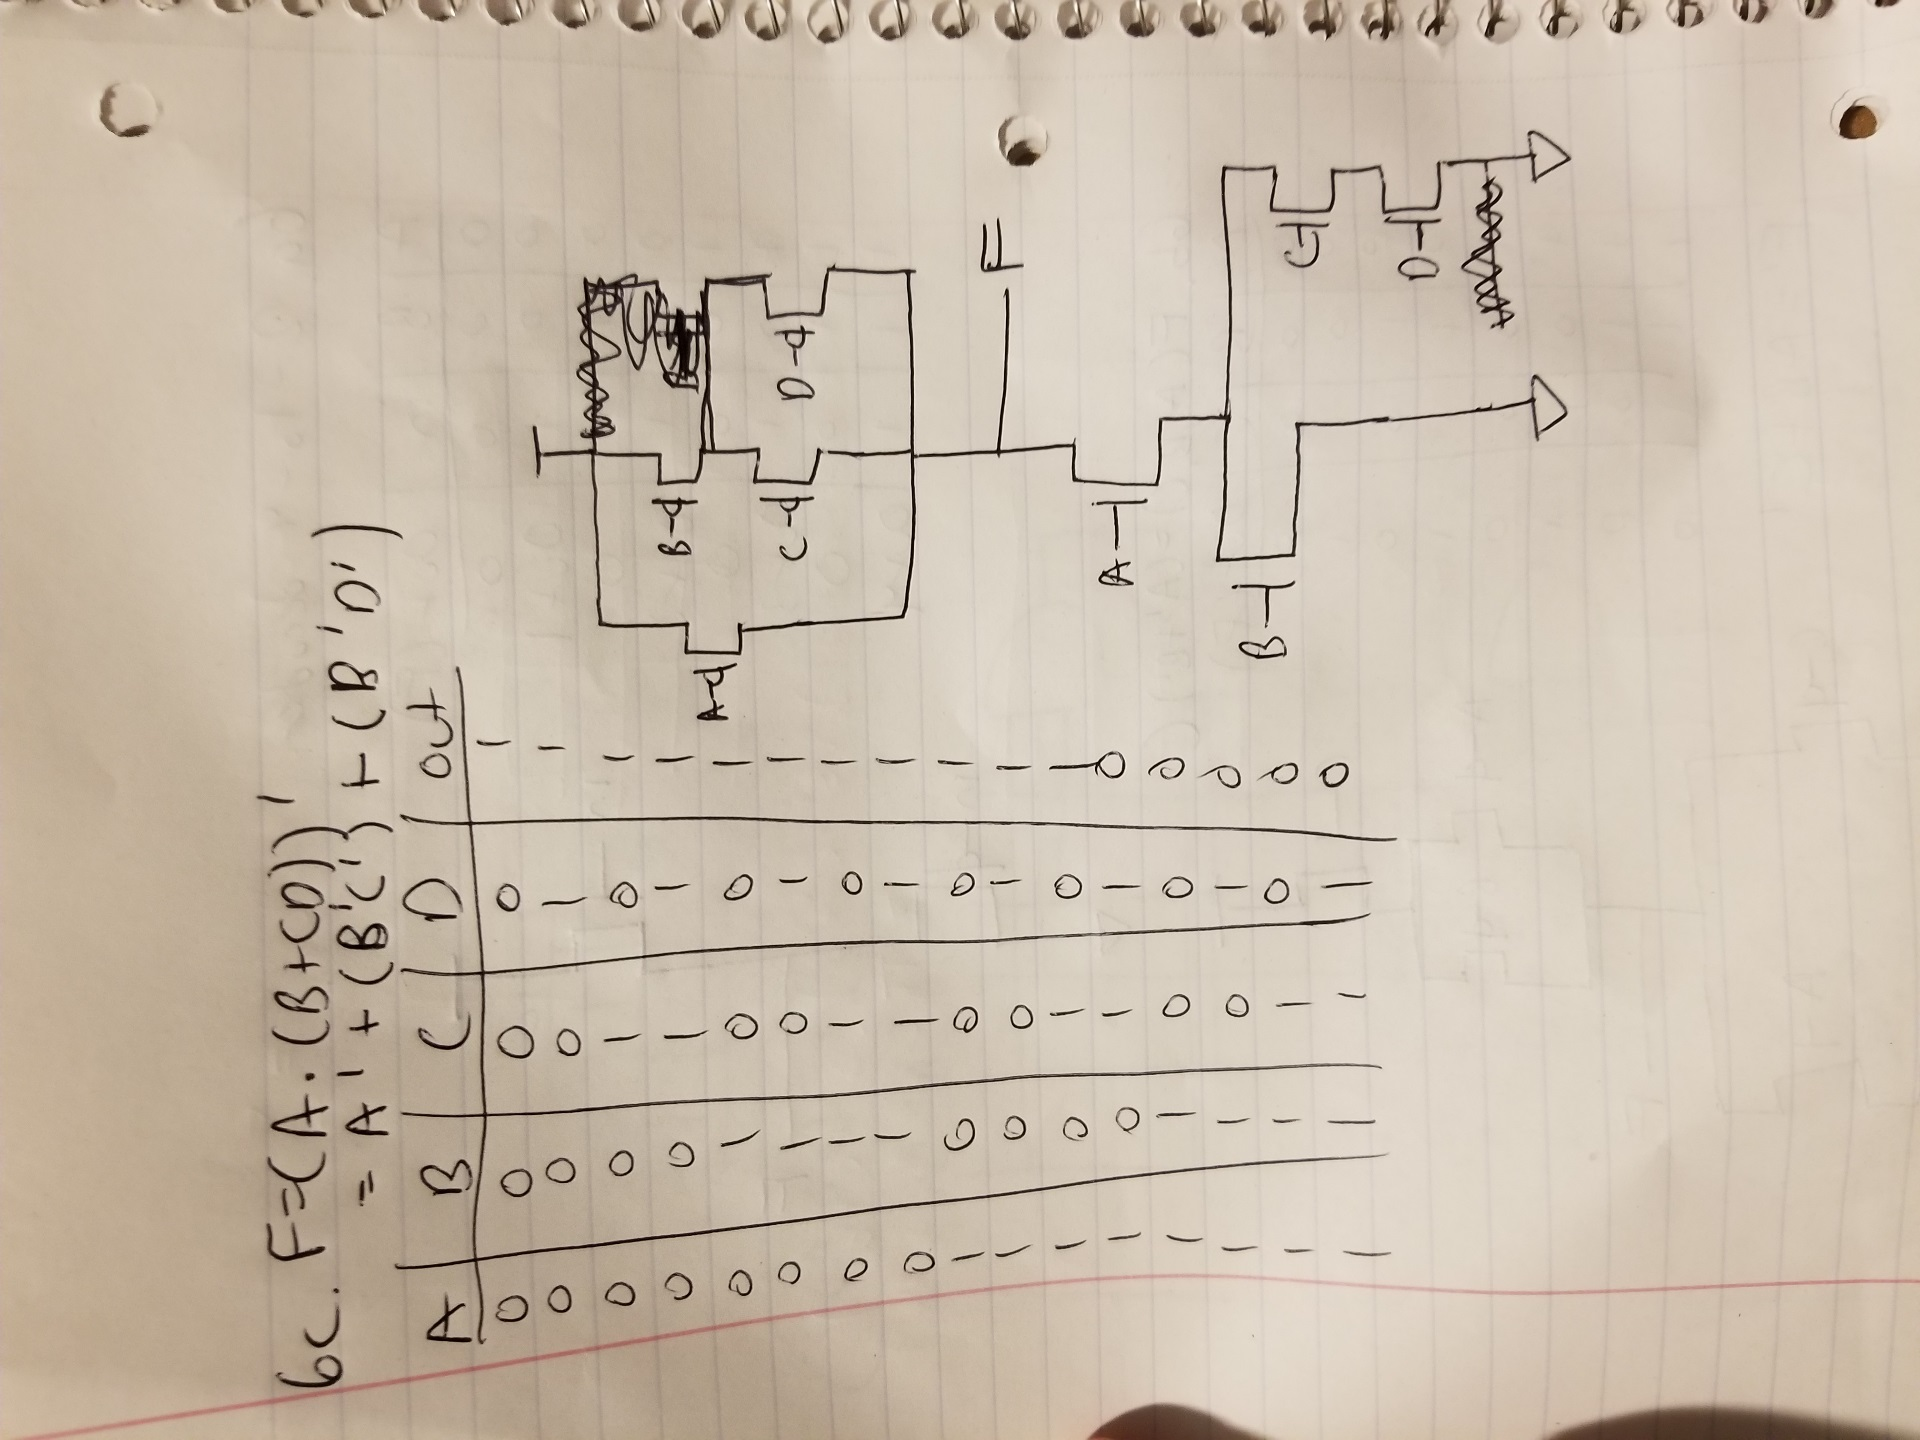 6c. F=(A·(B+CD))'
= A' + (B'C') + (B'D')
A B C D out
0 0 0 0 1
0 0 0 1 1
0 0 1 0 1
0 0 1 1 1
0 1 0 0 1
0 1 0 1 1
0 1 1 0 1
0 1 1 1 1
1 0 0 0 1
1 0 0 1 1
1 0 1 0 1
1 0 1 1 0
1 1 0 0 0
1 1 0 1 0
1 1 1 0 0
1 1 1 1 0
B
A
C
D
F
A
B
C
D